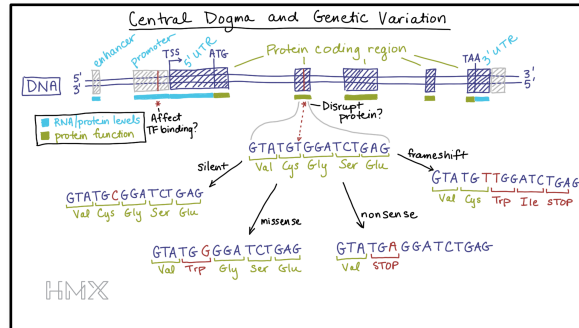 Central Dogma and Genetic Variation
enhancer
promoter
TSS
5' UTR
ATG
Protein coding region
TAA
3' UTR
DNA
5'
3'
3'
5'
*
*
Affect
TF binding?
Disrupt
protein?
RNA/protein levels
protein function
GTATGTGGATCTGAG
Val Cys Gly Ser Glu
silent
frameshift
GTATGCGGATCTGAG
Val Cys Gly Ser Glu
GTATGTTGGATCTGAG
Val Cys Trp Ile STOP
missense
nonsense
GTATGGGGATCTGAG
Val Trp Gly Ser Glu
GTATGAGGATCTGAG
Val STOP
HMX